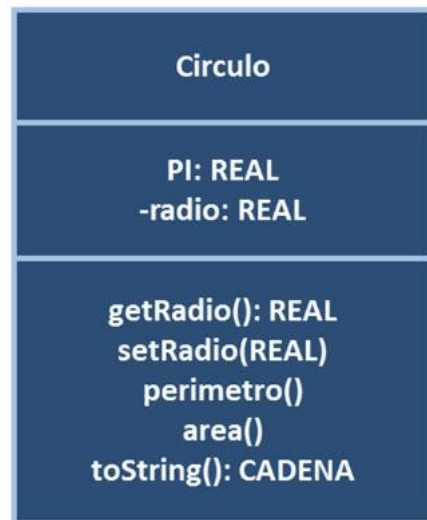 Circulo
PI: REAL
-radio: REAL
getRadio(): REAL
setRadio(REAL)
perimetro()
area()
toString(): CADENA